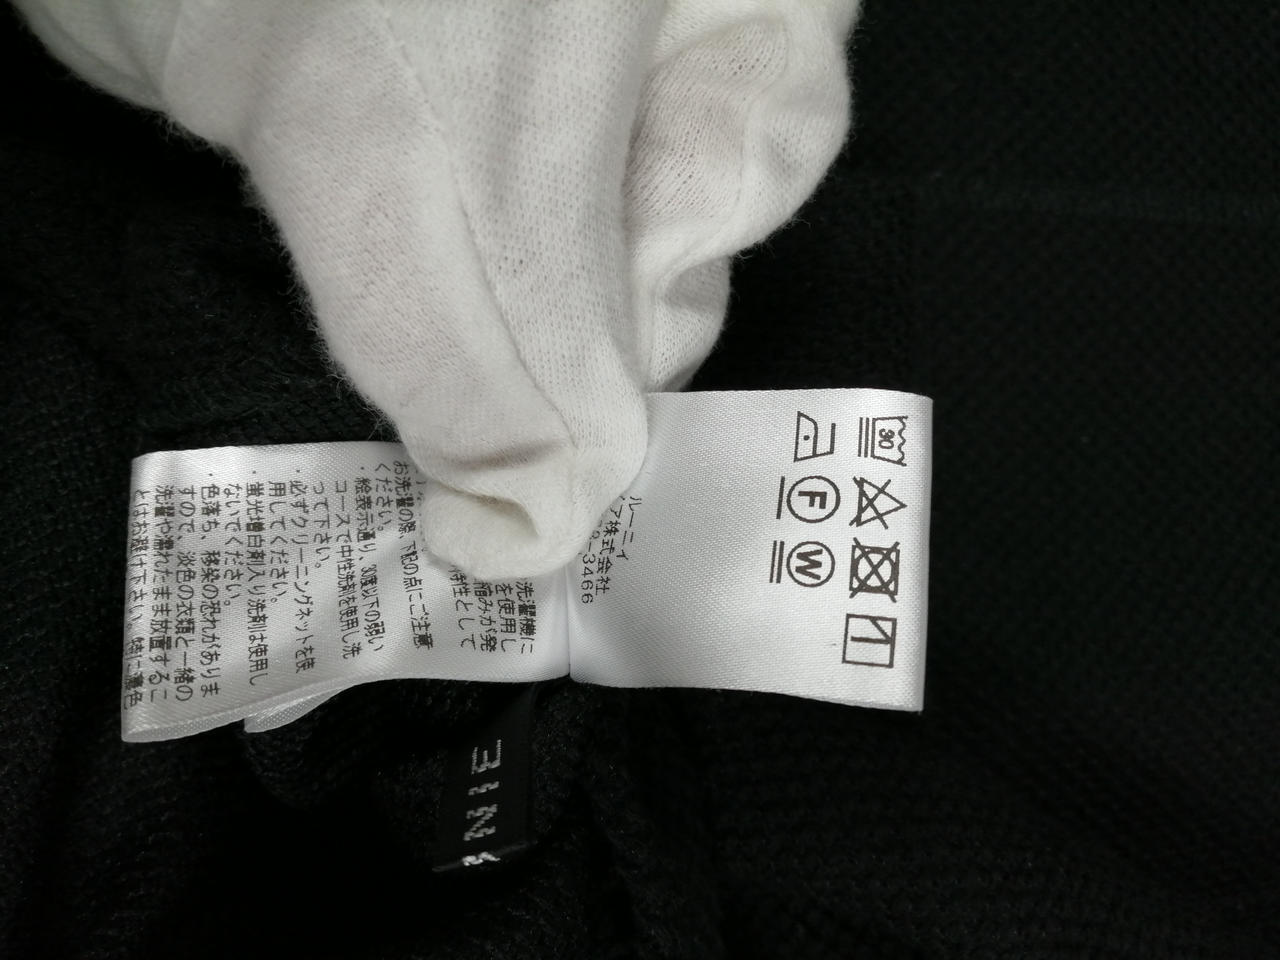 30
F
W
ルーニィ
ア株式会社
-3466
洗濯機に
を使用し
縮みが発
特性として
お洗濯の際、下記の点にご注意
ください。
・絵表示通り、30度以下の弱い
コースで中性洗剤を使用し洗
って下さい。
・必ずクリーニングネットを使
用してください。
・蛍光増白剤入り洗剤は使用し
ないでください。
・色落ち、移染の恐れがありま
すので、淡色の衣類と一緒の
洗濯や濡れたまま放置するこ
とはお避け下さい。特に濃色
NIE